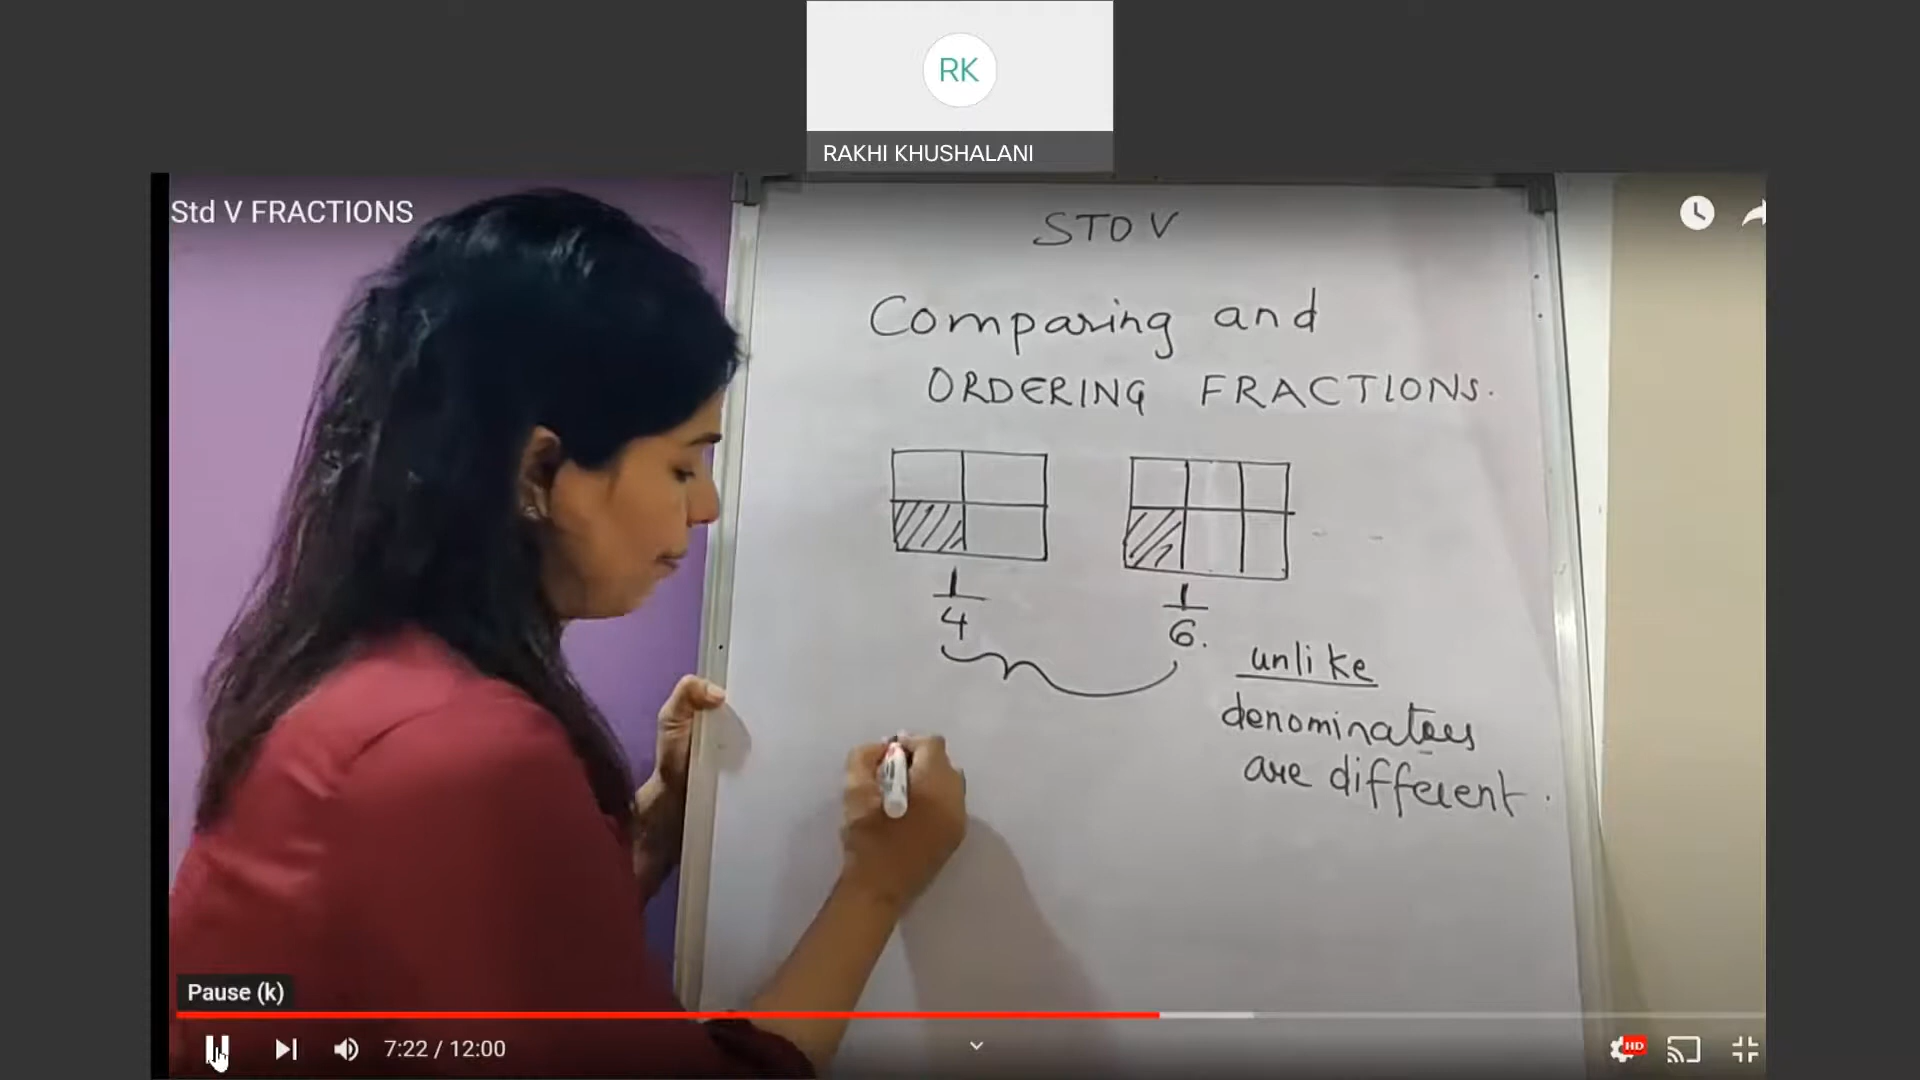 RK
RAKHI KHUSHALANI
Std V FRACTIONS
STD V
Comparing and
ORDERING FRACTIONS.
1
4
1
6.
unlike
denominators
are different.
Pause (k)
7:22 / 12:00
HD